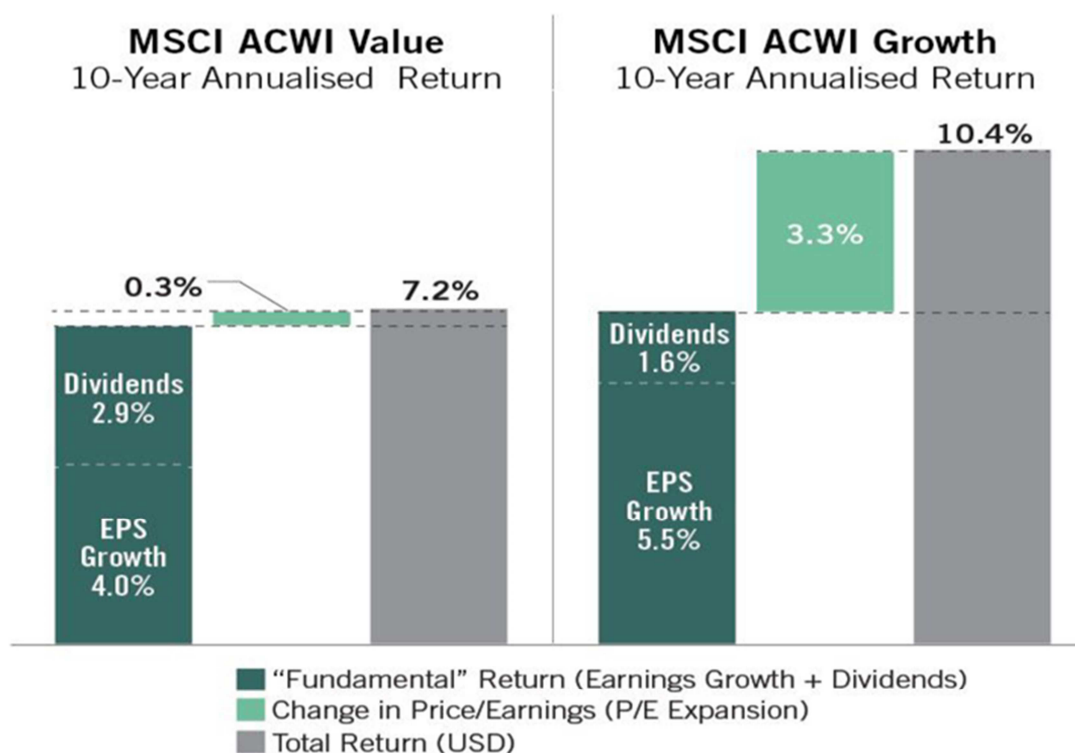 MSCI ACWI Value
10-Year Annualised Return
0.3%
7.2%
Dividends
2.9%
EPS
Growth
4.0%
MSCI ACWI Growth
10-Year Annualised Return
10.4%
3.3%
Dividends
1.6%
EPS
Growth
5.5%
“Fundamental” Return (Earnings Growth + Dividends)
Change in Price/Earnings (P/E Expansion)
Total Return (USD)